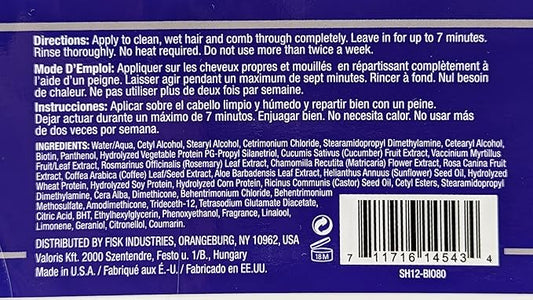 Directions: Apply to clean, wet hair and comb through completely. Leave in for up to 7 minutes.
Rinse thoroughly. No heat required. Do not use more than twice a week.
Mode D'Emploi: Appliquer sur les cheveux propres et mouillés en répartissant complètement à
l'aide d'un peigne. Laisser agir pendant un maximum de sept minutes. Rincer à fond. Nul besoin
de chaleur. Ne pas utiliser plus de deux fois par semaine.
Instrucciones: Aplicar sobre el cabello limpio y húmedo y repartir bien con un peine.
Dejar actuar durante un máximo de 7 minutos. Enjuagar bien. No necesita calor. No usar más
de dos veces por semana.
INGREDIENTS: Water/Aqua, Cetyl Alcohol, Stearyl Alcohol, Cetrimonium Chloride, Stearamidopropyl Dimethylamine, Cetearyl Alcohol,
Biotin, Panthenol, Hydrolyzed Vegetable Protein PG-Propyl Silanetriol, Cucumis Sativus (Cucumber) Fruit Extract, Vaccinium Myrtillus
Fruit/Leaf Extract, Rosmarinus Officinalis (Rosemary) Leaf Extract, Chamomilla Recutita (Matricaria) Flower Extract, Rosa Canina Fruit
Extract, Coffea Arabica (Coffee) Leaf/Seed Extract, Aloe Barbadensis Leaf Extract, Helianthus Annuus (Sunflower) Seed Oil, Hydrolyzed
Wheat Protein, Hydrolyzed Soy Protein, Hydrolyzed Corn Protein, Ricinus Communis (Castor) Seed Oil, Cetyl Esters, Stearamidopropyl
Dimethylamine, Cera Alba, Dimethicone, Behentrimonium Chloride, Behentrimonium
Methosulfate, Amodimethicone, Trideceth-12, Tetrasodium Glutamate Diacetate,
Citric Acid, BHT, Ethylhexylglycerin, Phenoxyethanol, Fragrance, Linalool,
Limonene, Geraniol, Citronellol, Coumarin.
DISTRIBUTED BY FISK INDUSTRIES, ORANGEBURG, NY 10962, USA
Valoris Kft. 2000 Szentendre, Festo u. 1/b., Hungary
Made in U.S.A. / Fabriqué aux É.-U. / Fabricado en EE.UU.
18M
7 11716 14543 4
SH12-BIO80